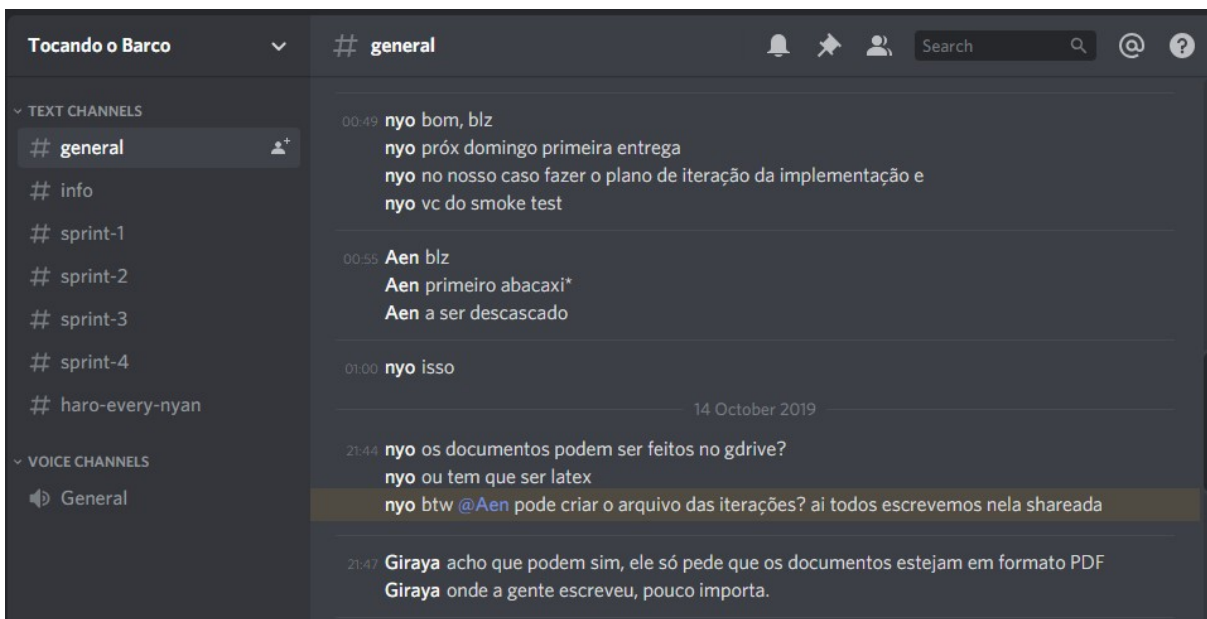 Tocando o Barco
TEXT CHANNELS
# general
# info
# sprint-1
# sprint-2
# sprint-3
# sprint-4
# haro-every-nyan
VOICE CHANNELS
General
# general
Search
00:49 nyo bom, blz
nyo próx domingo primeira entrega
nyo no nosso caso fazer o plano de iteração da implementação e
nyo vc do smoke test
00:55 Aen blz
Aen primeiro abacaxi*
Aen a ser descascado
01:00 nyo isso
14 October 2019
21:44 nyo os documentos podem ser feitos no gdrive?
nyo ou tem que ser latex
nyo btw @Aen pode criar o arquivo das iterações? ai todos escrevemos nela shareada
21:47 Giraya acho que podem sim, ele só pede que os documentos estejam em formato PDF
Giraya onde a gente escreveu, pouco importa.